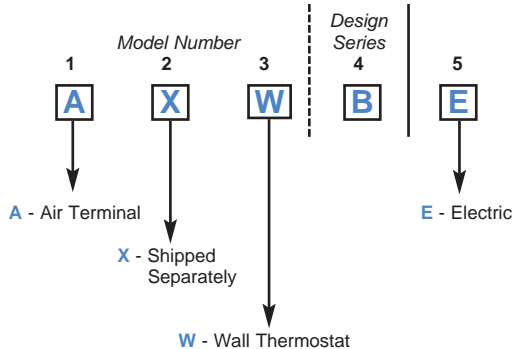 Model Number
Design
Series
1 2 3 4 5
A X W B E
A - Air Terminal
E - Electric
X - Shipped
Separately
W - Wall Thermostat